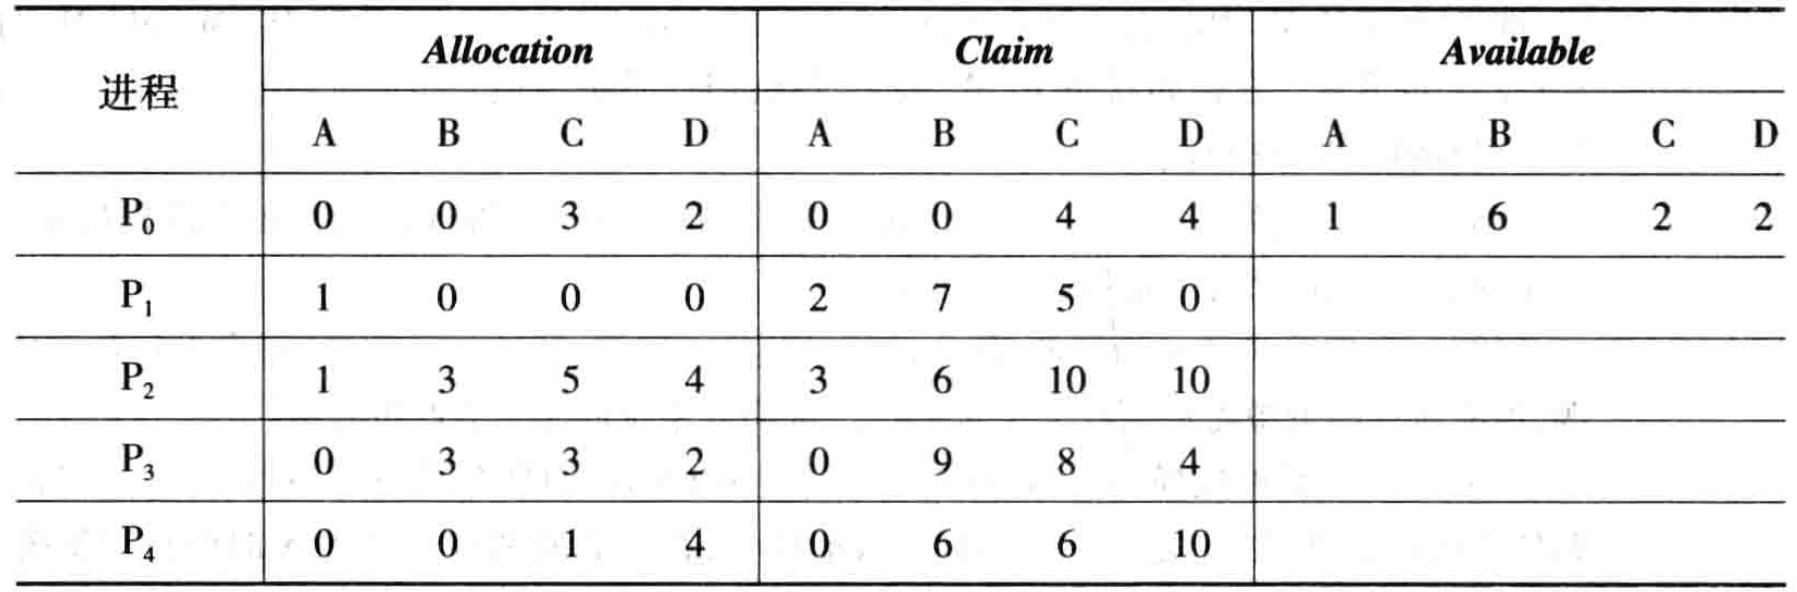 进程 Allocation Claim Available
A B C D A B C D A B C D
P₀ 0 0 3 2 0 0 4 4 1 6 2 2
P₁ 1 0 0 0 2 7 5 0
P₂ 1 3 5 4 3 6 10 10
P₃ 0 3 3 2 0 9 8 4
P₄ 0 0 1 4 0 6 6 10